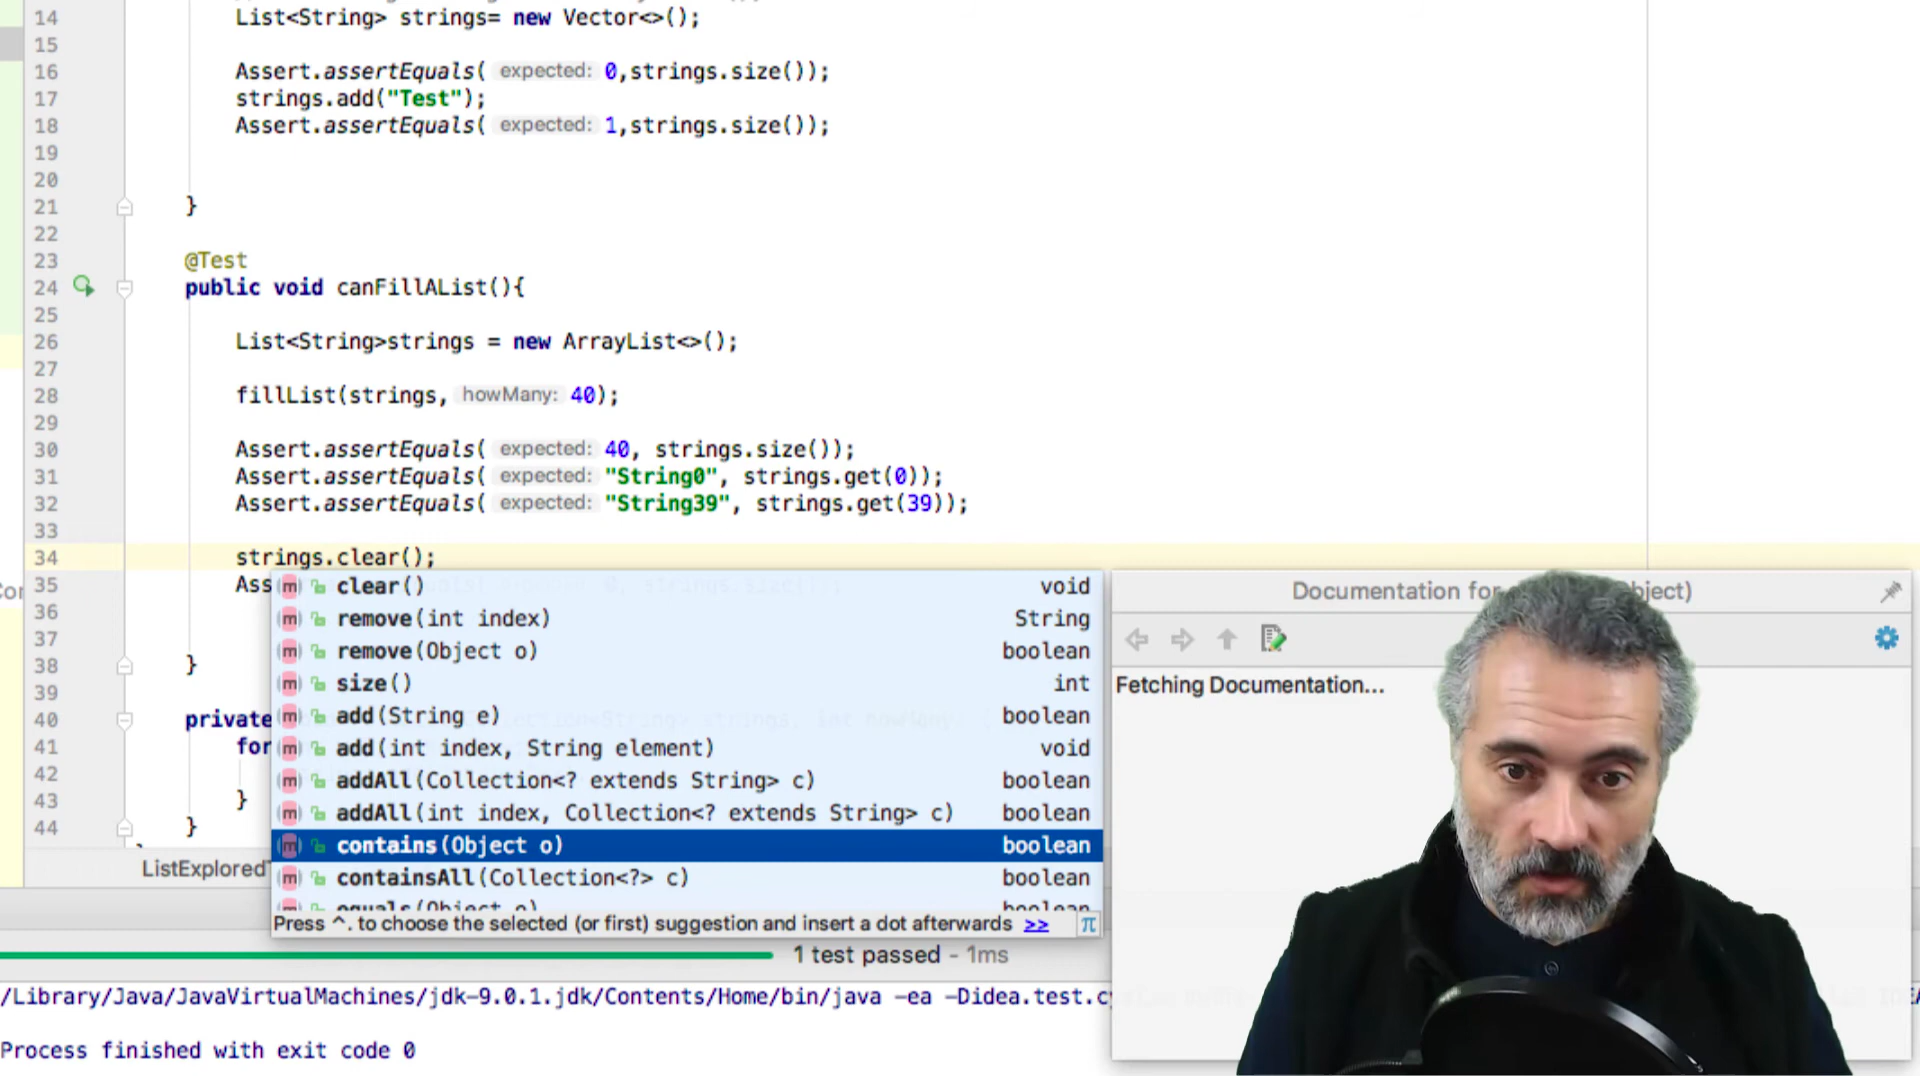 14 List<String> strings= new Vector<>();
15
16 Assert.assertEquals( expected: 0,strings.size());
17 strings.add("Test");
18 Assert.assertEquals( expected: 1,strings.size());
19
20
21 }
22
23 @Test
24 public void canFillAList(){
25
26 List<String>strings = new ArrayList<>();
27
28 fillList(strings, howMany: 40);
29
30 Assert.assertEquals( expected: 40, strings.size());
31 Assert.assertEquals( expected: "String0", strings.get(0));
32 Assert.assertEquals( expected: "String39", strings.get(39));
33
34 strings.clear();
35 Ass
36
37
38 }
39
40 private
41 for
42
43 }
44 }
clear() void
remove(int index) String
remove(Object o) boolean
size() int
add(String e) boolean
add(int index, String element) void
addAll(Collection<? extends String> c) boolean
addAll(int index, Collection<? extends String> c) boolean
contains(Object o) boolean
containsAll(Collection<?> c) boolean
equals(Object o) boolean
Press ^. to choose the selected (or first) suggestion and insert a dot afterwards >> π
Documentation for bject)
Fetching Documentation...
ListExplored
1 test passed - 1ms
/Library/Java/JavaVirtualMachines/jdk-9.0.1.jdk/Contents/Home/bin/java -ea -Didea.test.c
Process finished with exit code 0